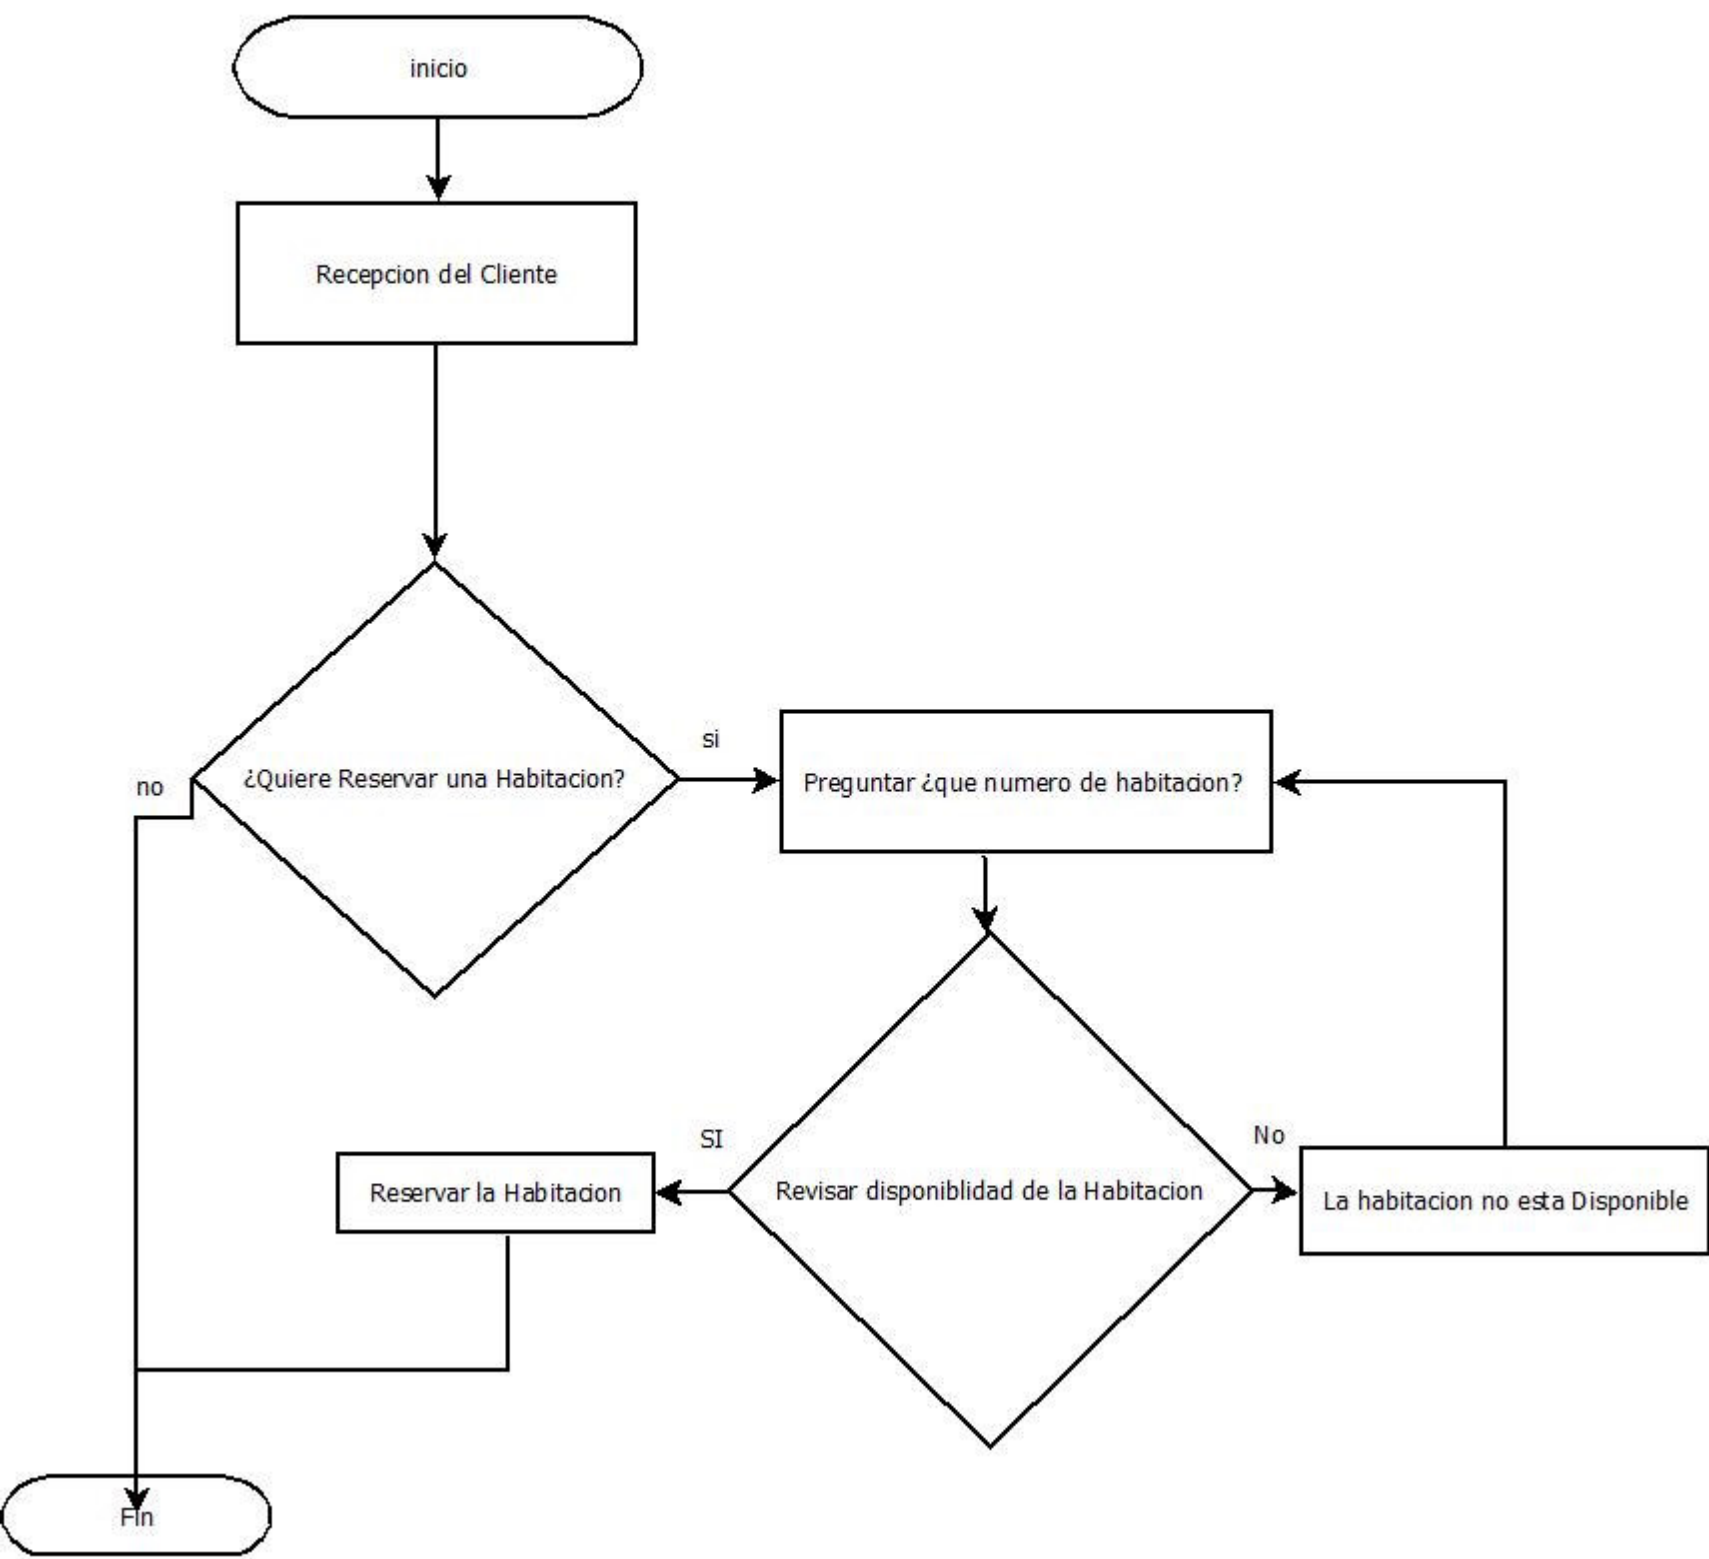 inicio
Recepcion del Cliente
¿Quiere Reservar una Habitacion?
no
si
Preguntar ¿que numero de habitacion?
Revisar disponiblidad de la Habitacion
SI
No
Reservar la Habitacion
La habitacion no esta Disponible
Fin